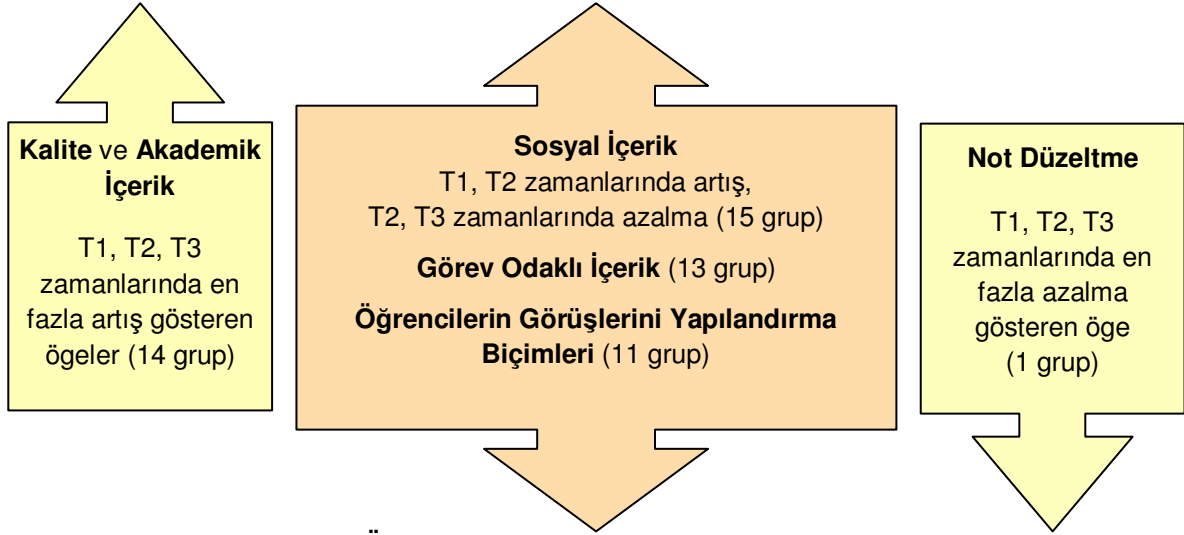 Kalite ve Akademik
İçerik
T1, T2, T3
zamanlarında en
fazla artış gösteren
ögeler (14 grup)
Sosyal İçerik
T1, T2 zamanlarında artış,
T2, T3 zamanlarında azalma (15 grup)
Görev Odaklı İçerik (13 grup)
Öğrencilerin Görüşlerini Yapılandırma
Biçimleri (11 grup)
Not Düzeltme
T1, T2, T3
zamanlarında en
fazla azalma
gösteren öge
(1 grup)